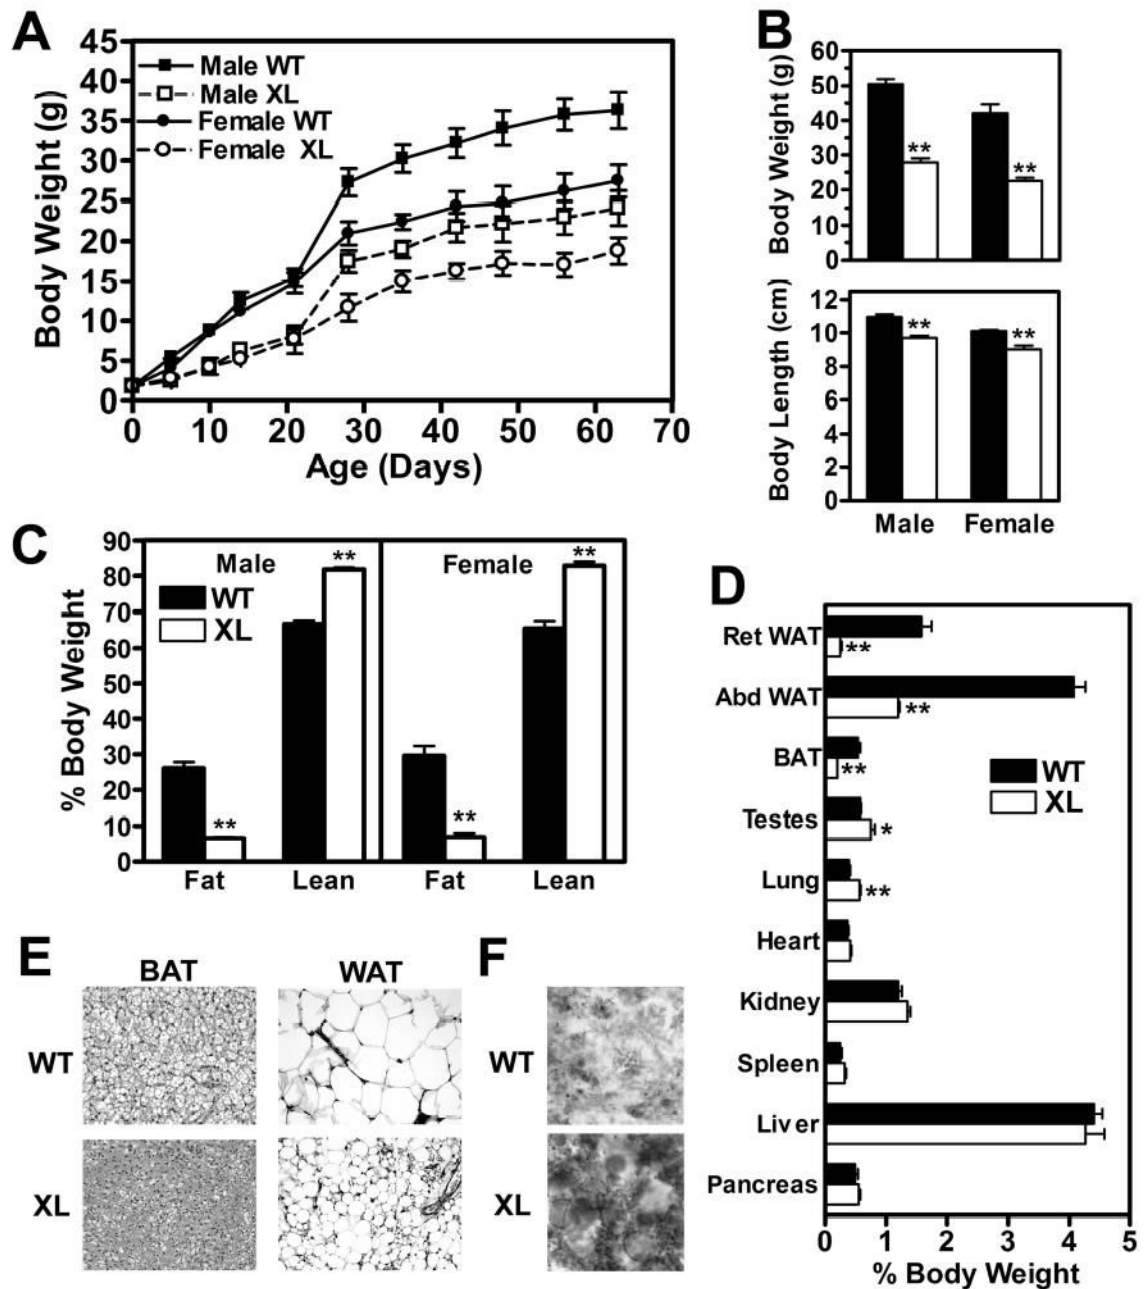 A
45
40
35
30
25
20
15
10
5
0
Body Weight (g)
Male WT
Male XL
Female WT
Female XL
0 10 20 30 40 50 60 70
Age (Days)
B
60
50
40
30
20
10
0
Body Weight (g)
**
**
12
10
8
6
4
2
0
Body Length (cm)
**
**
Male Female
C
90
80
70
60
50
40
30
20
10
0
% Body Weight
Male
WT
XL
**
**
Female
**
**
Fat Lean Fat Lean
D
Ret WAT
**
Abd WAT
**
BAT
**
WT
XL
Testes
*
Lung
**
Heart
Kidney
Spleen
Liver
Pancreas
0 1 2 3 4 5
% Body Weight
E
BAT WAT
WT
XL
F
WT
XL